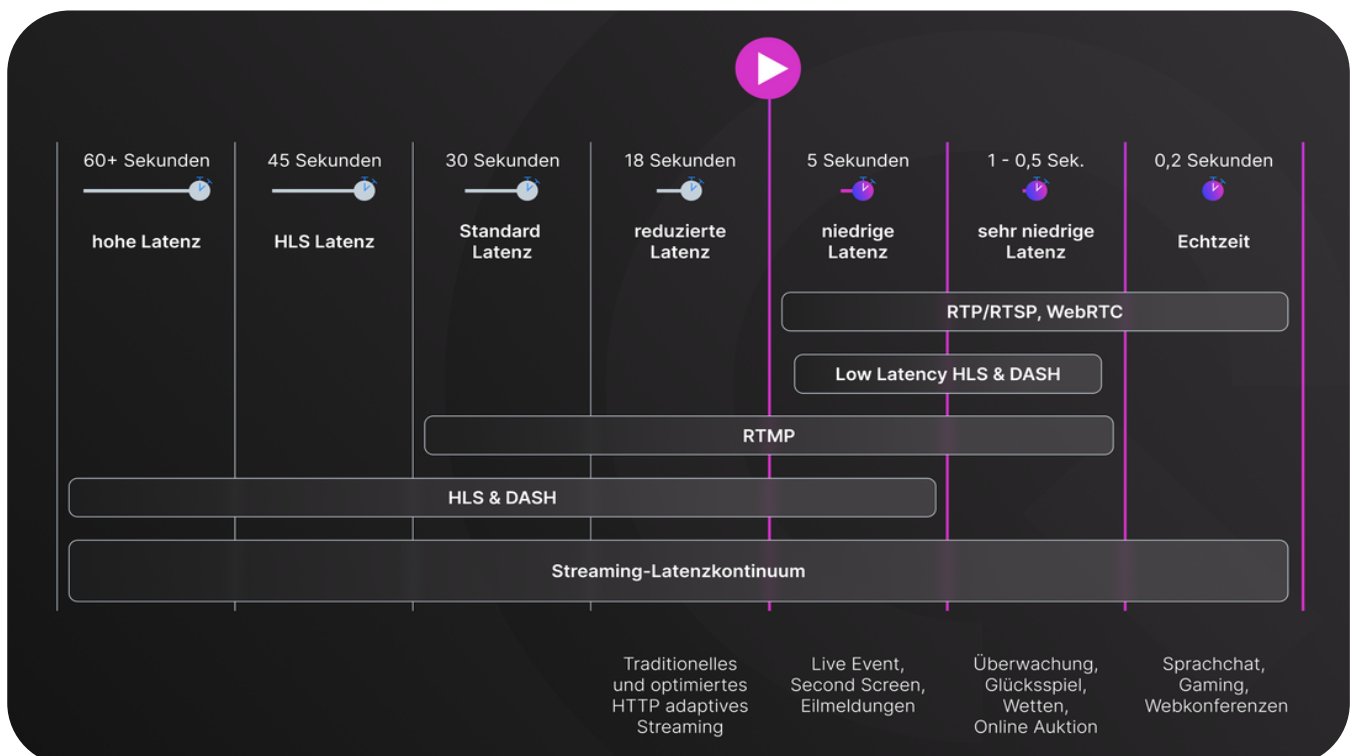 60+ Sekunden
45 Sekunden
30 Sekunden
18 Sekunden
5 Sekunden
1 - 0,5 Sek.
0,2 Sekunden
hohe Latenz
HLS Latenz
Standard
Latenz
reduzierte
Latenz
niedrige
Latenz
sehr niedrige
Latenz
Echtzeit
RTP/RTSP, WebRTC
Low Latency HLS & DASH
RTMP
HLS & DASH
Streaming-Latenzkontinuum
Traditionelles
und optimiertes
HTTP adaptives
Streaming
Live Event,
Second Screen,
Eilmeldungen
Überwachung,
Glücksspiel,
Wetten,
Online Auktion
Sprachchat,
Gaming,
Webkonferenzen